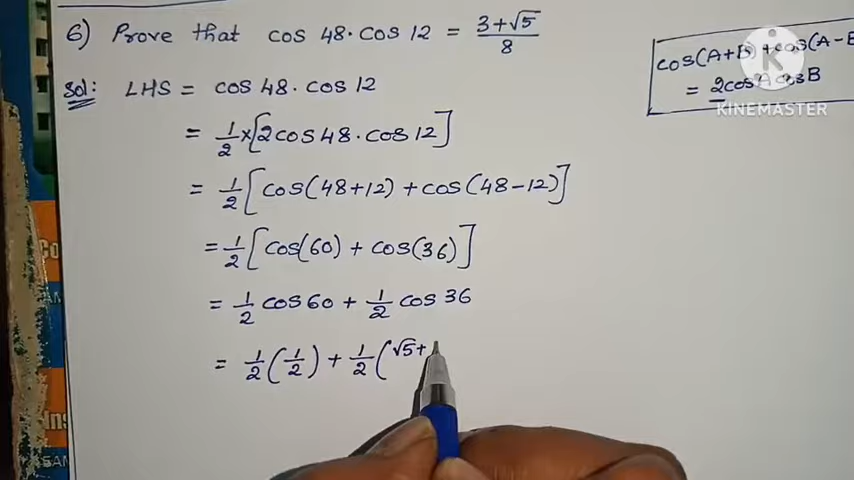 6) Prove that cos 48. cos 12 = 3+√5 / 8
cos(A+B)+cos(A-B
= 2cosA cosB
KINEMASTER
Sol: LHS = cos 48. cos 12
= 1/2 x [2cos 48. cos 12]
= 1/2 [cos(48+12) + cos(48-12)]
= 1/2 [cos(60) + cos(36)]
= 1/2 cos 60 + 1/2 cos 36
= 1/2 (1/2) + 1/2 (√5+